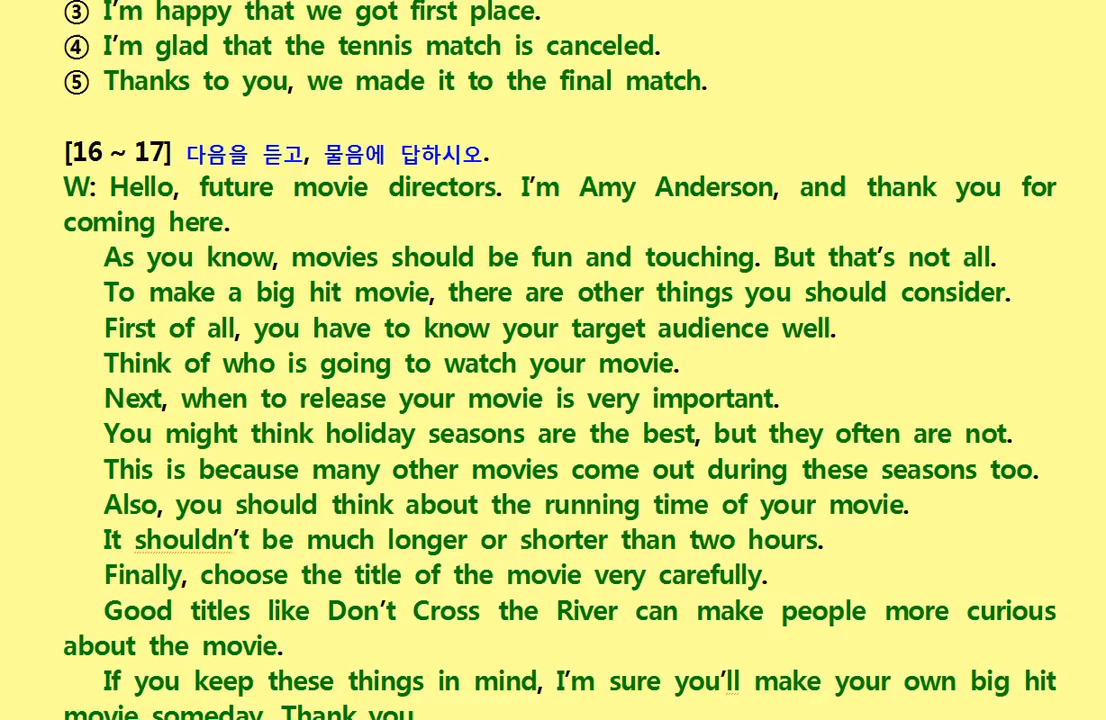 ③ I'm happy that we got first place.
④ I'm glad that the tennis match is canceled.
⑤ Thanks to you, we made it to the final match.
[16 ~ 17] 다음을 듣고, 물음에 답하시오.
W: Hello, future movie directors. I'm Amy Anderson, and thank you for
coming here.
As you know, movies should be fun and touching. But that's not all.
To make a big hit movie, there are other things you should consider.
First of all, you have to know your target audience well.
Think of who is going to watch your movie.
Next, when to release your movie is very important.
You might think holiday seasons are the best, but they often are not.
This is because many other movies come out during these seasons too.
Also, you should think about the running time of your movie.
It shouldn't be much longer or shorter than two hours.
Finally, choose the title of the movie very carefully.
Good titles like Don't Cross the River can make people more curious
about the movie.
If you keep these things in mind, I'm sure you'll make your own big hit
movie someday. Thank you.